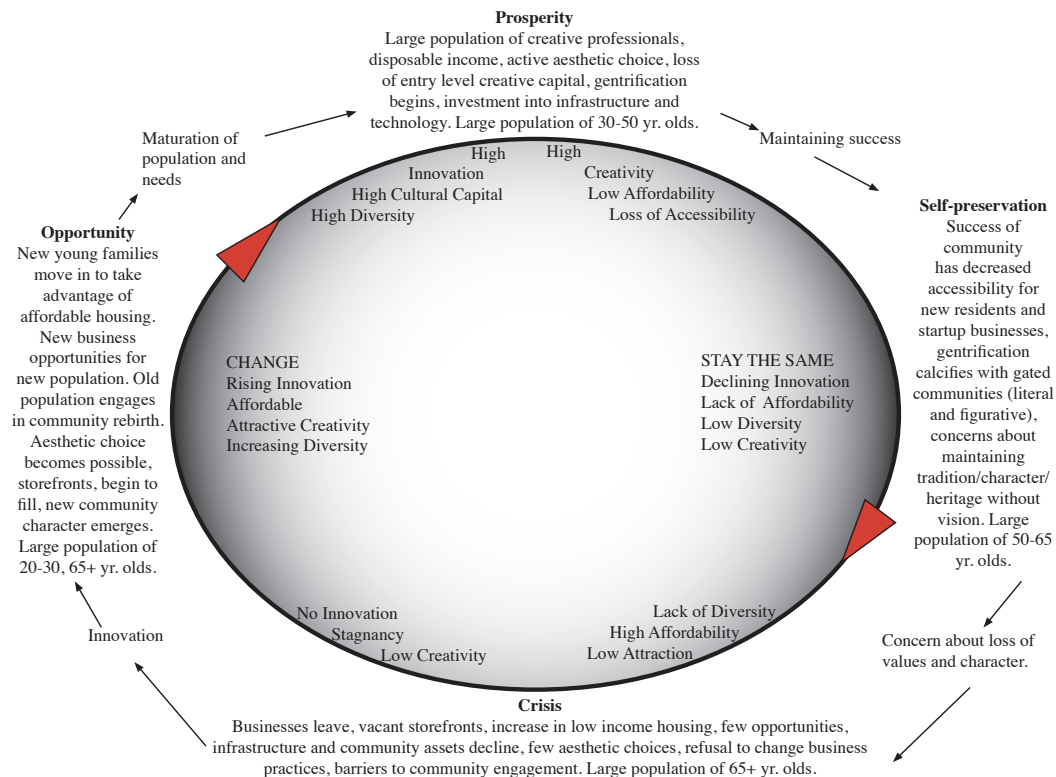 Prosperity
Large population of creative professionals,
disposable income, active aesthetic choice, loss
of entry level creative capital, gentrification
begins, investment into infrastructure and
technology. Large population of 30-50 yr. olds.
Maturation of
population and
needs
Maintaining success
High
Innovation
High Cultural Capital
High Diversity
High
Creativity
Low Affordability
Loss of Accessibility
Opportunity
New young families
move in to take
advantage of
affordable housing.
New business
opportunities for
new population. Old
population engages
in community rebirth.
Aesthetic choice
becomes possible,
storefronts, begin to
fill, new community
character emerges.
Large population of
20-30, 65+ yr. olds.
CHANGE
Rising Innovation
Affordable
Attractive Creativity
Increasing Diversity
STAY THE SAME
Declining Innovation
Lack of Affordability
Low Diversity
Low Creativity
Self-preservation
Success of
community
has decreased
accessibility for
new residents and
startup businesses,
gentrification
calcifies with gated
communities (literal
and figurative),
concerns about
maintaining
tradition/character/
heritage without
vision. Large
population of 50-65
yr. olds.
Innovation
No Innovation
Stagnancy
Low Creativity
Lack of Diversity
High Affordability
Low Attraction
Concern about loss of
values and character.
Crisis
Businesses leave, vacant storefronts, increase in low income housing, few opportunities,
infrastructure and community assets decline, few aesthetic choices, refusal to change business
practices, barriers to community engagement. Large population of 65+ yr. olds.